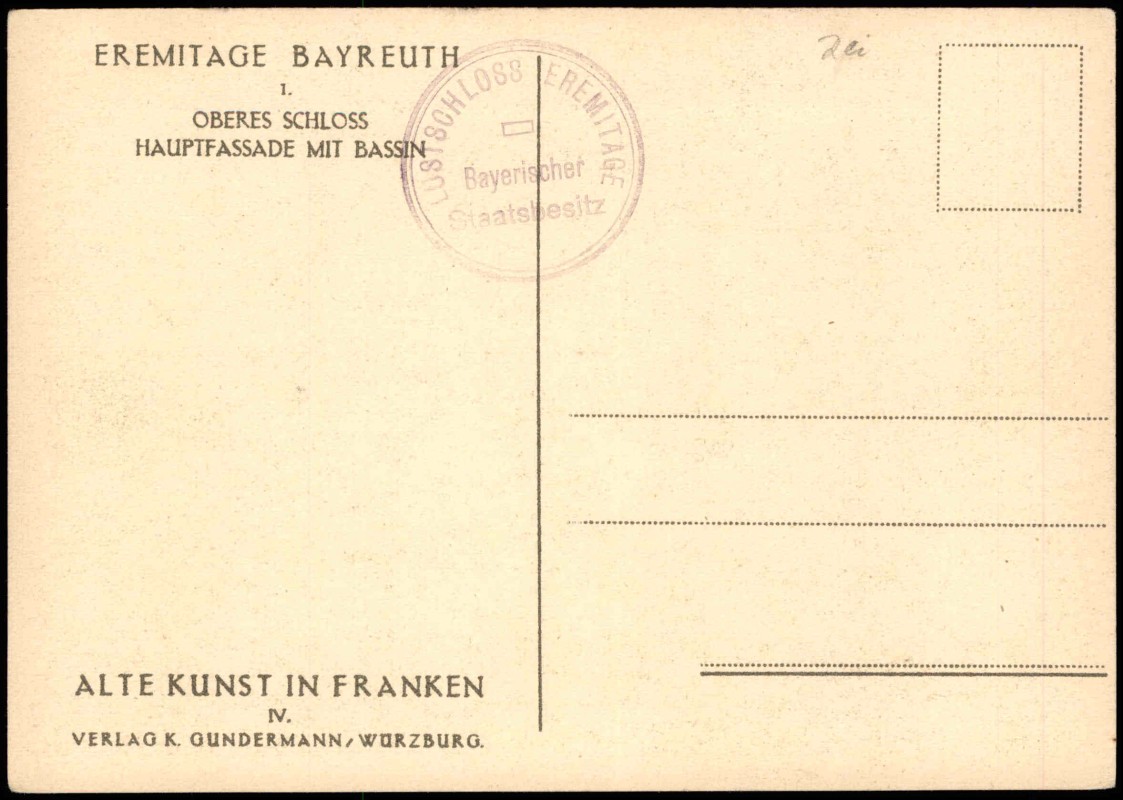 EREMITAGE BAYREUTH
I.
OBERES SCHLOSS
HAUPTFASSADE MIT BASSIN
LUSTSCHLOSS EREMITAGE
Bayerischer
Staatsbesitz
ALTE KUNST IN FRANKEN
IV.
VERLAG K. GUNDERMANN/WÜRZBURG.